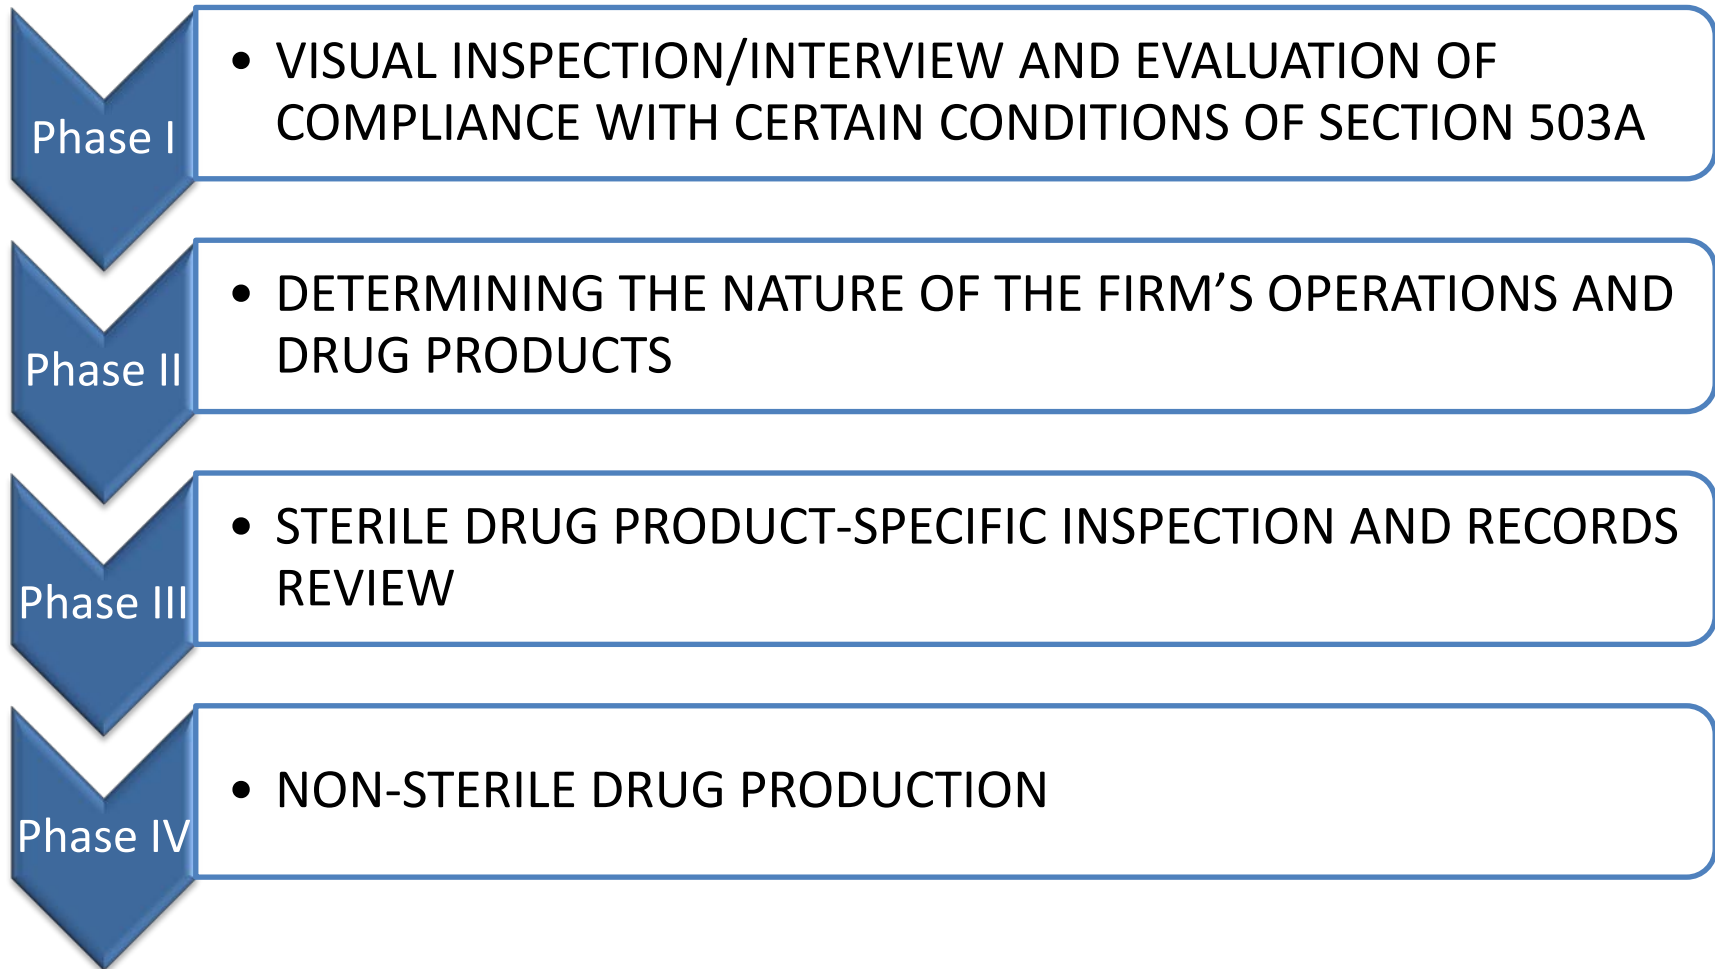 Phase I
• VISUAL INSPECTION/INTERVIEW AND EVALUATION OF
COMPLIANCE WITH CERTAIN CONDITIONS OF SECTION 503A
Phase II
• DETERMINING THE NATURE OF THE FIRM’S OPERATIONS AND
DRUG PRODUCTS
Phase III
• STERILE DRUG PRODUCT-SPECIFIC INSPECTION AND RECORDS
REVIEW
Phase IV
• NON-STERILE DRUG PRODUCTION